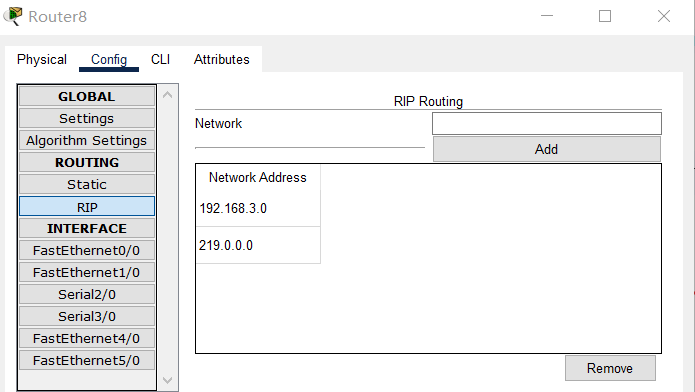 Router8
Physical Config CLI Attributes
GLOBAL
Settings
Algorithm Settings
ROUTING
Static
RIP
INTERFACE
FastEthernet0/0
FastEthernet1/0
Serial2/0
Serial3/0
FastEthernet4/0
FastEthernet5/0
RIP Routing
Network
Add
Network Address
192.168.3.0
219.0.0.0
Remove